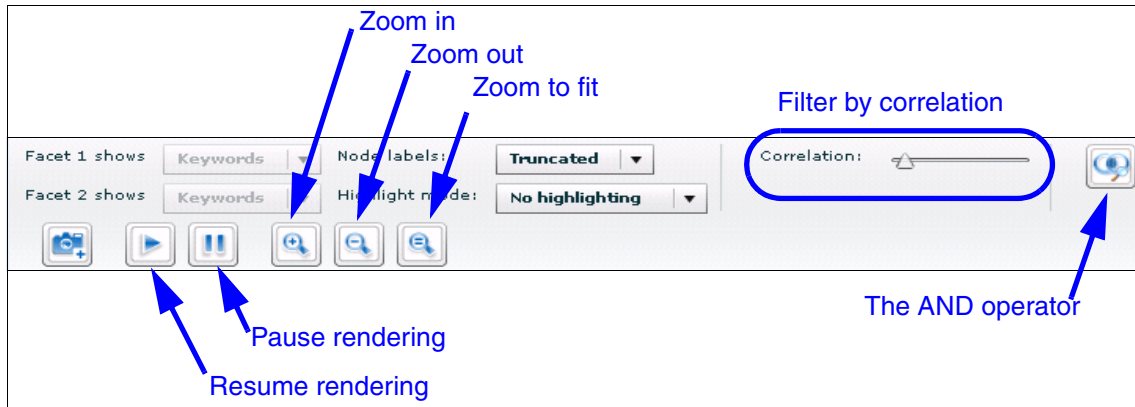 Zoom in
Zoom out
Zoom to fit
Filter by correlation
Facet 1 shows Keywords Node labels: Truncated Correlation:
Facet 2 shows Keywords Highlight mode: No highlighting
The AND operator
Pause rendering
Resume rendering